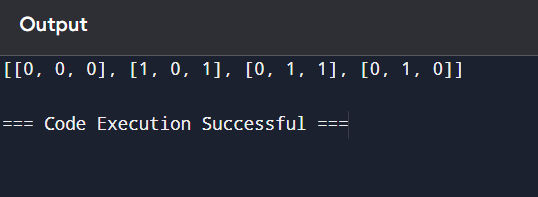 Output
[[0, 0, 0], [1, 0, 1], [0, 1, 1], [0, 1, 0]]
=== Code Execution Successful ===